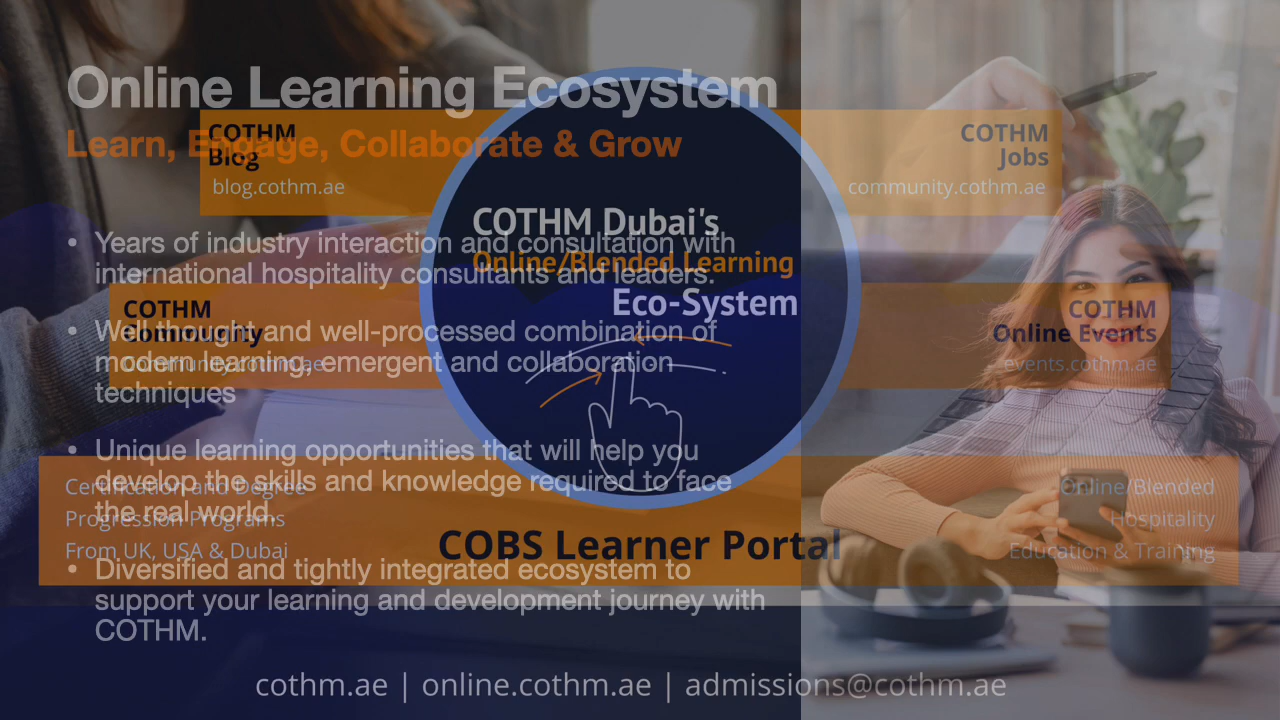 Online Learning Ecosystem
Learn, Engage, Collaborate & Grow
• Years of industry interaction and consultation with
international hospitality consultants and leaders.
• Well-thought and well-processed combination of
modern learning, emergent and collaboration
techniques
• Unique learning opportunities that will help you
develop the skills and knowledge required to face
the real world.
• Diversified and tightly integrated ecosystem to
support your learning and development journey with
COTHM.
COTHM
Blog
blog.cothm.ae
COTHM
Jobs
community.cothm.ae
COTHM Dubai's
Online/Blended Learning
Eco-System
COTHM
Community
community.cothm.ae
COTHM
Online Events
events.cothm.ae
Certification and Degree
Progression Programs
From UK, USA & Dubai
COBS Learner Portal
Online/Blended
Hospitality
Education & Training
cothm.ae | online.cothm.ae | admissions@cothm.ae